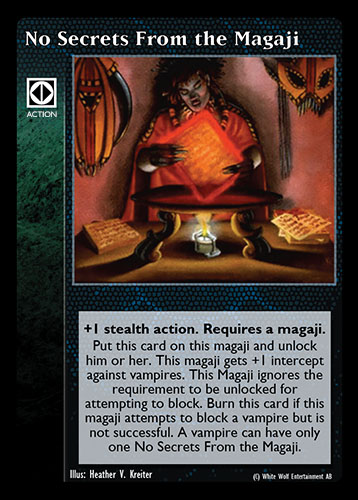 No Secrets From the Magaji
ACTION
+1 stealth action. Requires a magaji.
Put this card on this magaji and unlock
him or her. This magaji gets +1 intercept
against vampires. This Magaji ignores the
requirement to be unlocked for
attempting to block. Burn this card if this
magaji attempts to block a vampire but is
not successful. A vampire can have only
one No Secrets From the Magaji.
Illus: Heather V. Kreiter
(C) White Wolf Entertainment AB